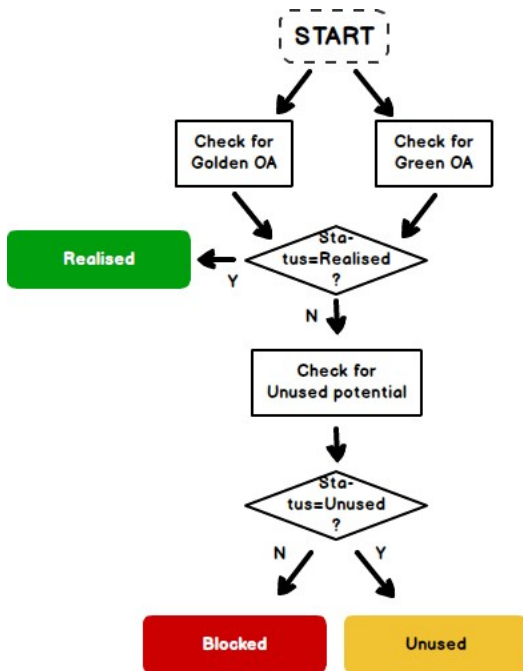 START
Check for
Golden OA
Check for
Green OA
Realised
Y
Sta-
tus=Realised
?
N
Check for
Unused potential
Sta-
tus=Unused
?
N
Y
Blocked
Unused